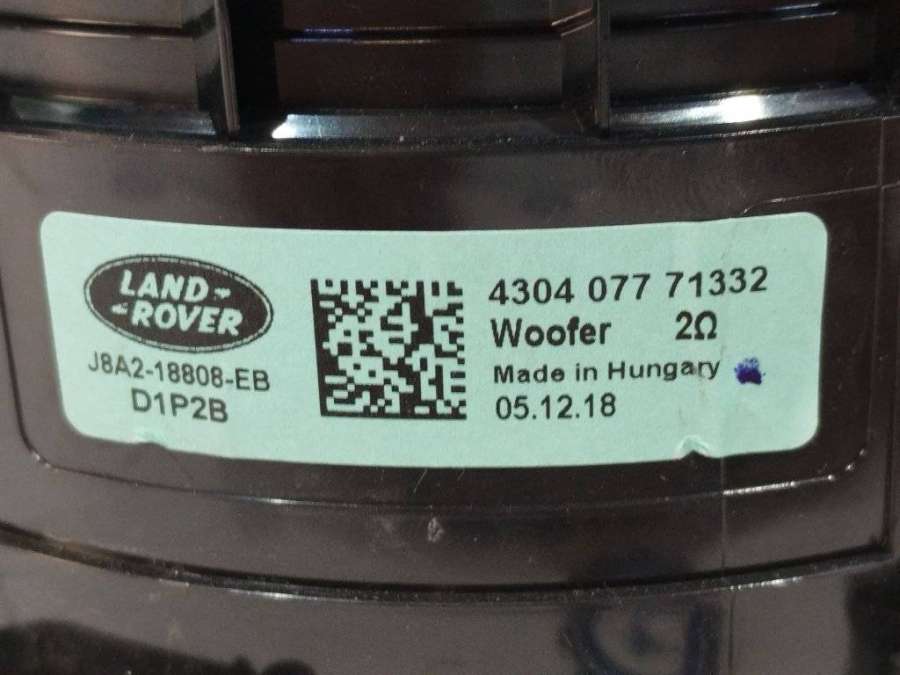 LAND
ROVER
J8A2-18808-EB
D1P2B
4304 077 71332
Woofer 2Ω
Made in Hungary
05.12.18